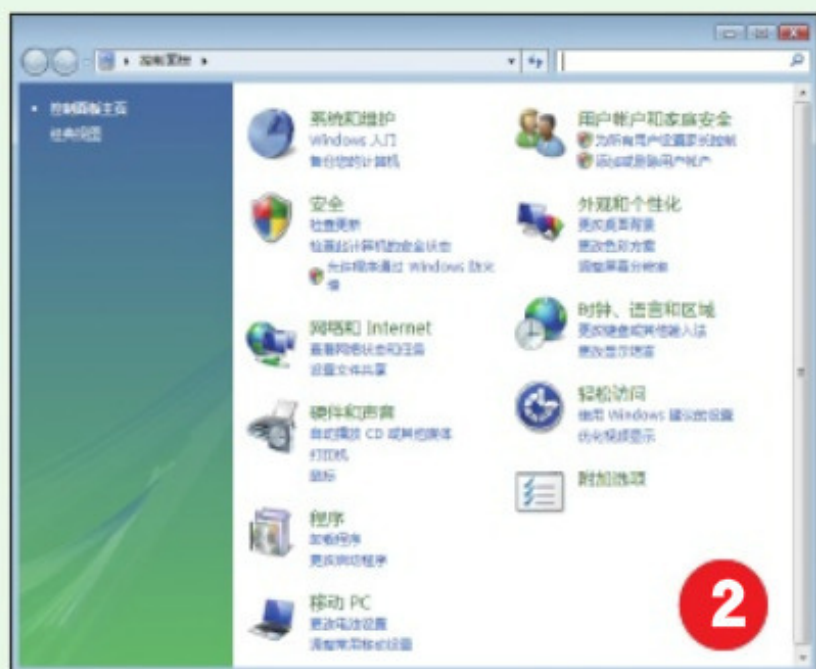 控制面板
控制面板主页
经典视图
系统和维护
Windows 入门
备份您的计算机
安全
检查更新
检查此计算机的安全状态
允许程序通过 Windows 防火
墙
网络和 Internet
查看网络状态和任务
设置文件共享
硬件和声音
自动播放 CD 或其他媒体
打印机
鼠标
程序
卸载程序
更改启动程序
移动 PC
更改电池设置
调整常用移动设置
用户帐户和家庭安全
为所有用户设置家长控制
添加或删除用户帐户
外观和个性化
更改桌面背景
更改色彩方案
调整屏幕分辨率
时钟、语言和区域
更改键盘或其他输入法
更改显示语言
轻松访问
使用 Windows 建议的设置
优化视频显示
附加选项
2